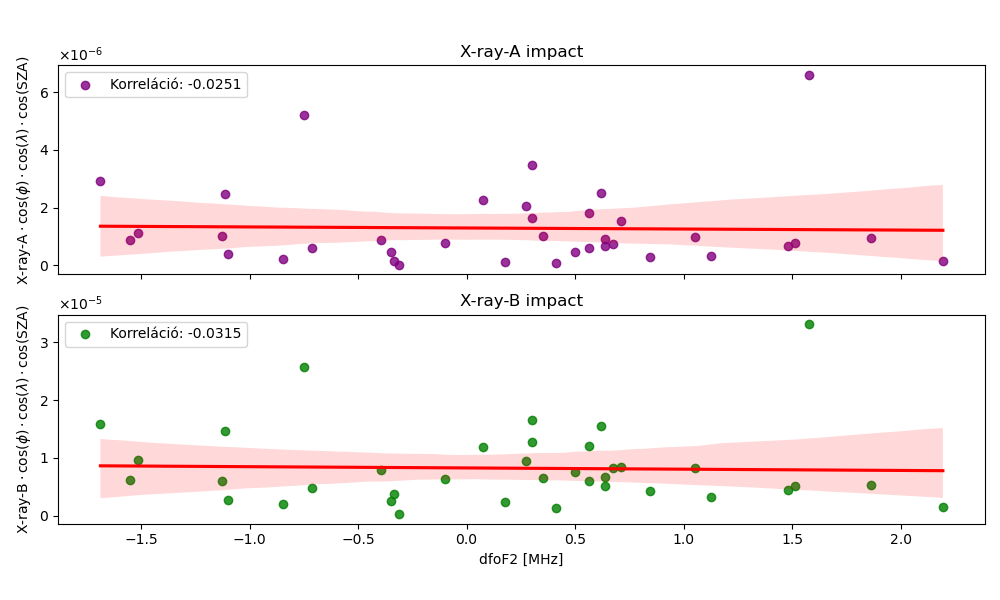 X-ray-A impact
×10⁻⁶
Korreláció: -0.0251
X-ray-A · cos(ϕ) · cos(λ) · cos(SZA)
6
4
2
0
X-ray-B impact
×10⁻⁵
Korreláció: -0.0315
X-ray-B · cos(ϕ) · cos(λ) · cos(SZA)
3
2
1
0
−1.5 −1.0 −0.5 0.0 0.5 1.0 1.5 2.0
dfoF2 [MHz]